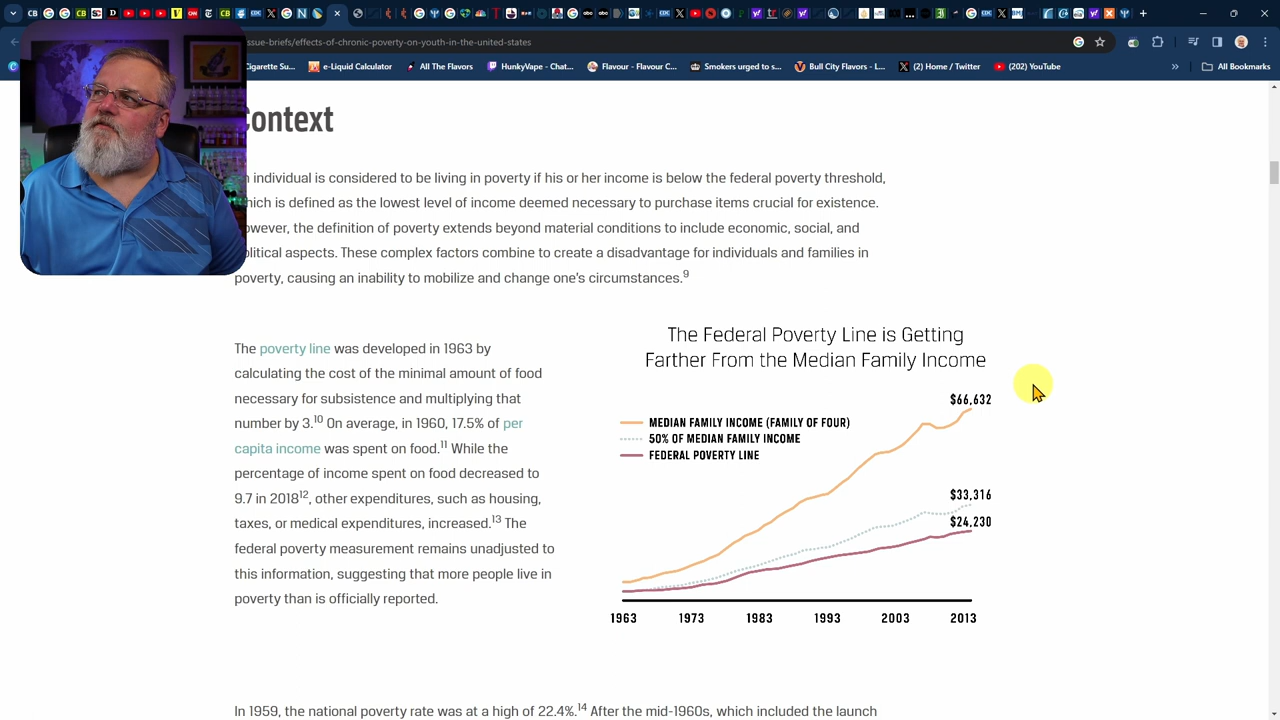 ssue-briefs/effects-of-chronic-poverty-on-youth-in-the-united-states
Cigarette Su...
e-Liquid Calculator
All The Flavors
HunkyVape - Chat...
Flavour - Flavour C...
Smokers urged to s...
Bull City Flavors – L...
(2) Home / Twitter
(202) YouTube
All Bookmarks
Context
individual is considered to be living in poverty if his or her income is below the federal poverty threshold,
which is defined as the lowest level of income deemed necessary to purchase items crucial for existence.
However, the definition of poverty extends beyond material conditions to include economic, social, and
political aspects. These complex factors combine to create a disadvantage for individuals and families in
poverty, causing an inability to mobilize and change one's circumstances.9
The poverty line was developed in 1963 by
calculating the cost of the minimal amount of food
necessary for subsistence and multiplying that
number by 3.10 On average, in 1960, 17.5% of per
capita income was spent on food.11 While the
percentage of income spent on food decreased to
9.7 in 201812, other expenditures, such as housing,
taxes, or medical expenditures, increased.13 The
federal poverty measurement remains unadjusted to
this information, suggesting that more people live in
poverty than is officially reported.
The Federal Poverty Line is Getting
Farther From the Median Family Income
MEDIAN FAMILY INCOME (FAMILY OF FOUR)
50% OF MEDIAN FAMILY INCOME
FEDERAL POVERTY LINE
$66,632
$33,316
$24,230
1963 1973 1983 1993 2003 2013
In 1959, the national poverty rate was at a high of 22.4%.14 After the mid-1960s, which included the launch